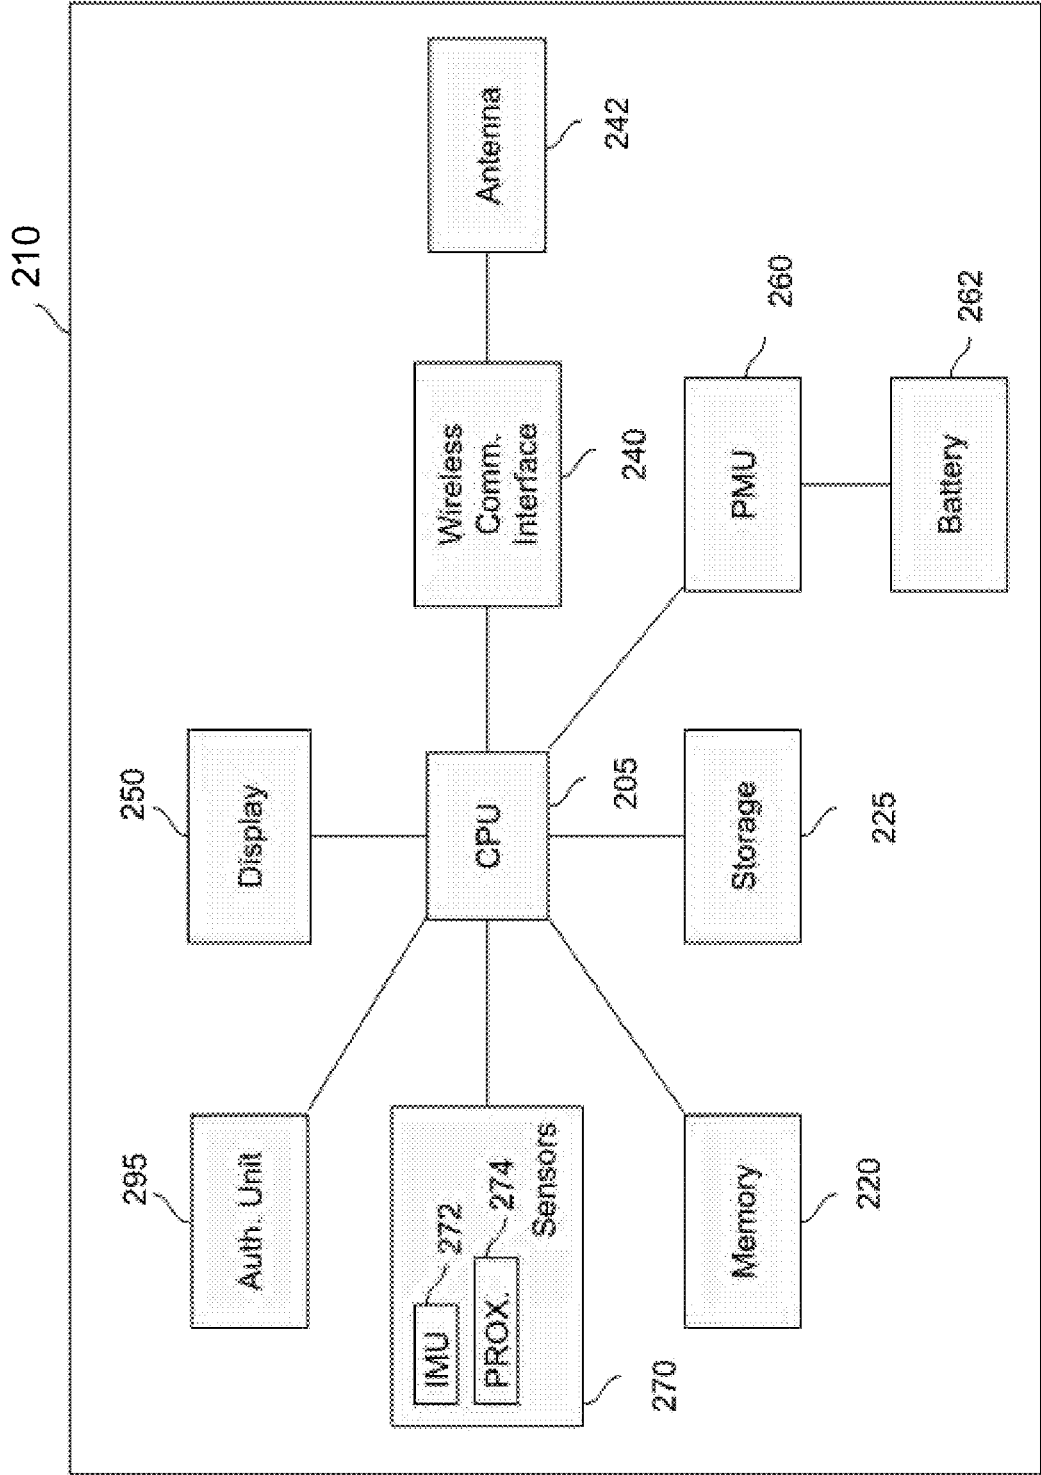 210
295
Auth. Unit
250
Display
IMU
272
PROX.
274
Sensors
270
CPU
205
Wireless
Comm.
Interface
240
Antenna
242
Memory
220
Storage
225
PMU
260
Battery
262